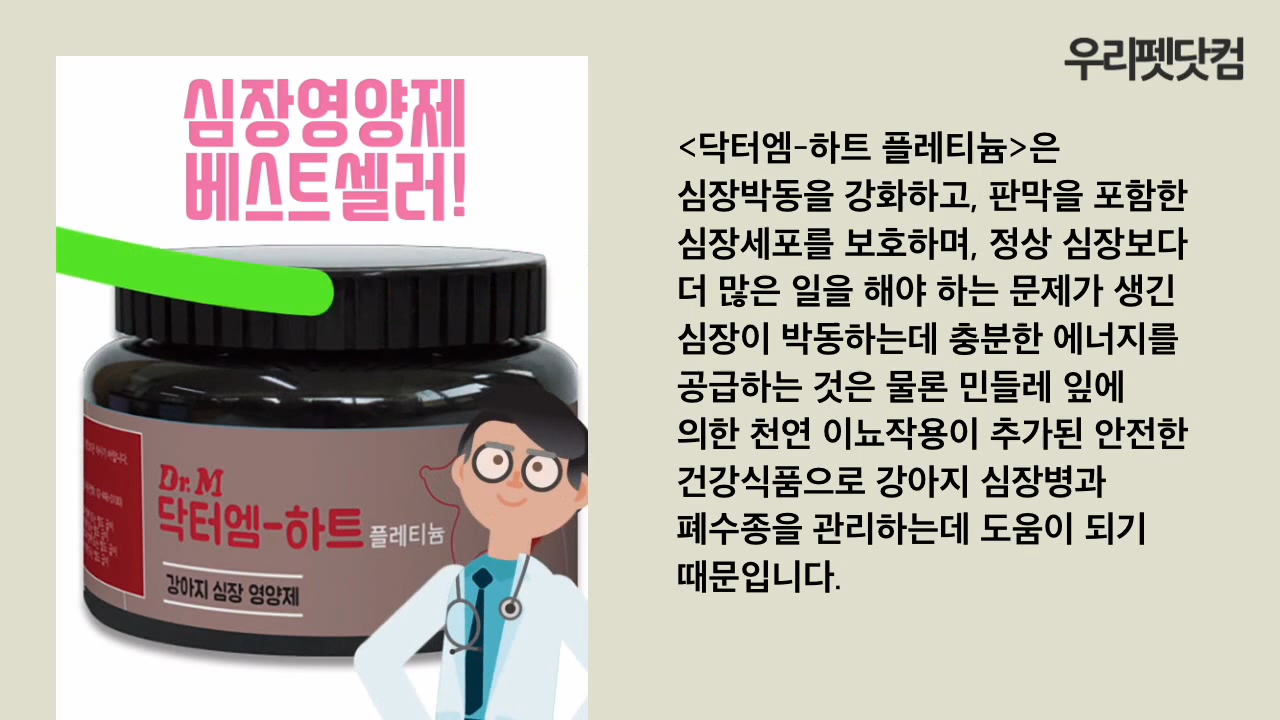 우리펫닷컴
심장영양제
베스트셀러!
Dr.M
닥터엠-하트 플레티늄
강아지 심장 영양제
<닥터엠-하트 플레티늄>은
심장박동을 강화하고, 판막을 포함한
심장세포를 보호하며, 정상 심장보다
더 많은 일을 해야 하는 문제가 생긴
심장이 박동하는데 충분한 에너지를
공급하는 것은 물론 민들레 잎에
의한 천연 이뇨작용이 추가된 안전한
건강식품으로 강아지 심장병과
폐수종을 관리하는데 도움이 되기
때문입니다.